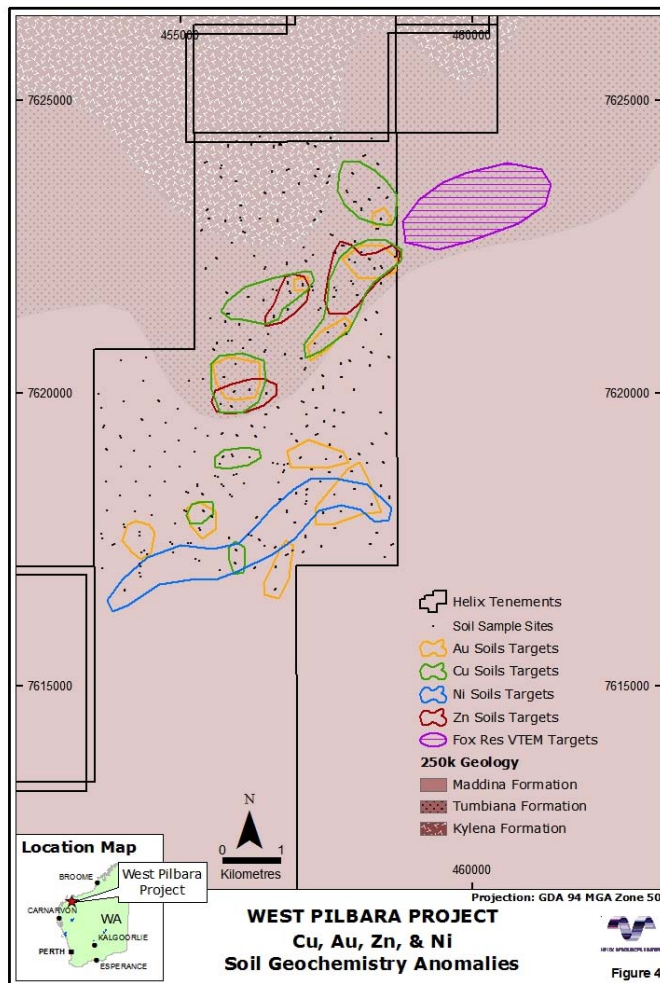 455000
460000
7625000
7625000
7620000
7620000
7615000
7615000
Helix Tenements
Soil Sample Sites
Au Soils Targets
Cu Soils Targets
Ni Soils Targets
Zn Soils Targets
Fox Res VTEM Targets
250k Geology
Maddina Formation
Tumbiana Formation
Kylena Formation
N
0 1
Kilometres
460000
Location Map
BROOME
West Pilbara
Project
CARNARVON
WA
KALGOORLIE
PERTH
ESPERANCE
Projection: GDA 94 MGA Zone 50
WEST PILBARA PROJECT
Cu, Au, Zn, & Ni
Soil Geochemistry Anomalies
HELIX RESOURCES LIMITED
Figure 4